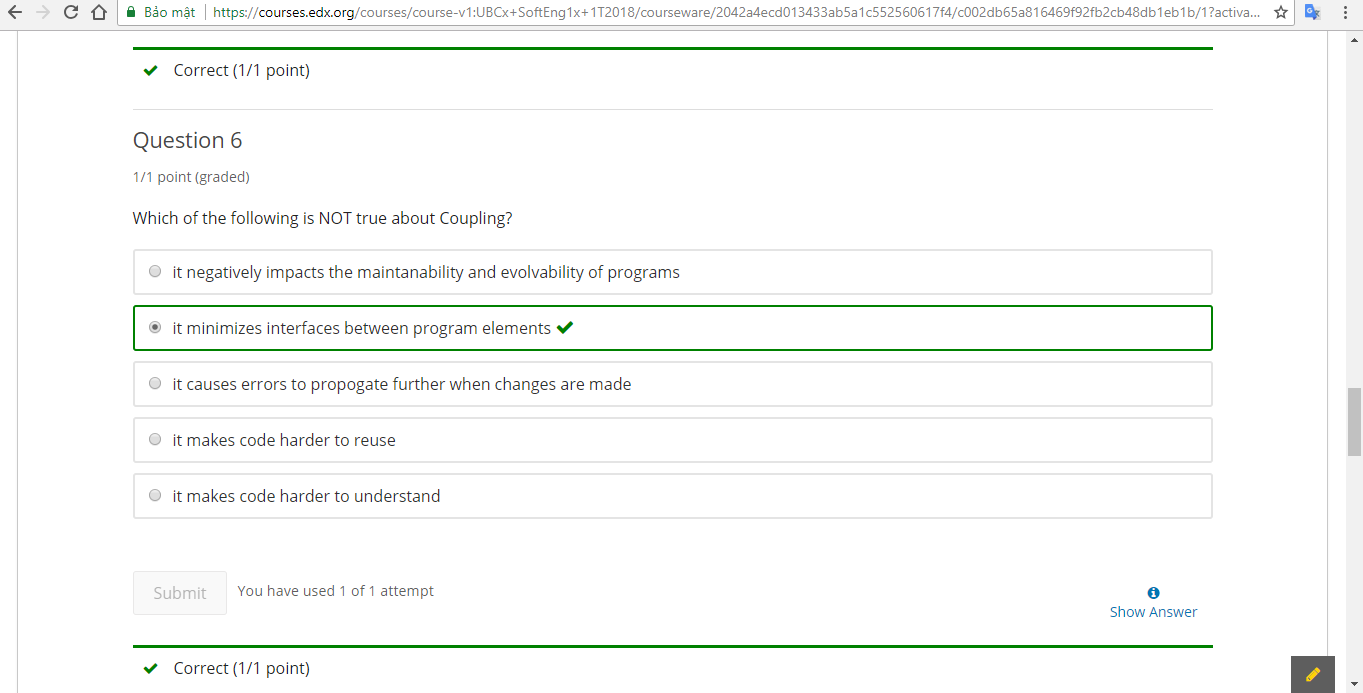 Bảo mật https://courses.edx.org/courses/course-v1:UBCx+SoftEng1x+1T2018/courseware/2042a4ecd013433ab5a1c552560617f4/c002db65a816469f92fb2cb48db1eb1b/1?activa...
Correct (1/1 point)
Question 6
1/1 point (graded)
Which of the following is NOT true about Coupling?
it negatively impacts the maintanability and evolvability of programs
it minimizes interfaces between program elements
it causes errors to propogate further when changes are made
it makes code harder to reuse
it makes code harder to understand
Submit You have used 1 of 1 attempt
Show Answer
Correct (1/1 point)